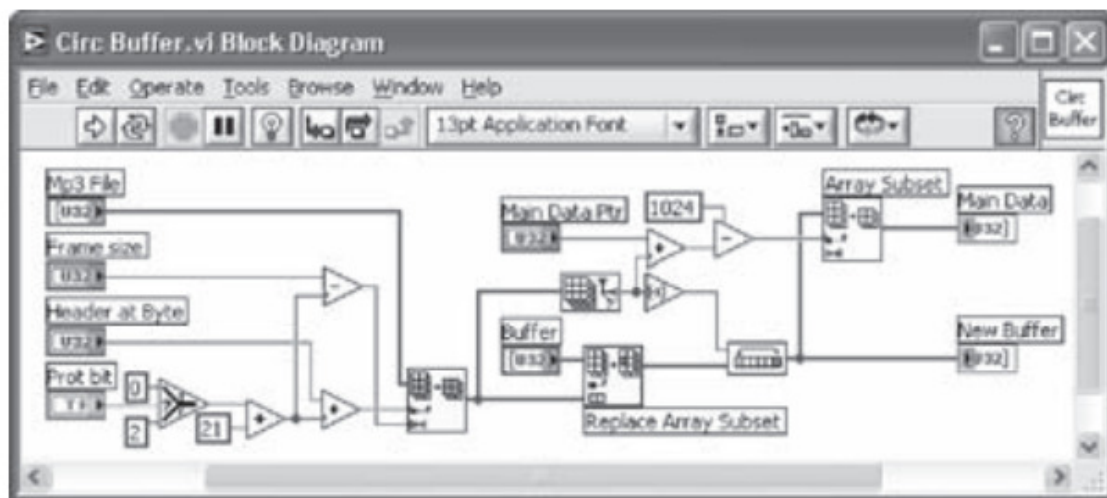 Circ Buffer.vi Block Diagram
File Edit Operate Tools Browse Window Help
13pt Application Font
Circ
Buffer
Mp3 File
[U32]
Frame size
U32
Header at Byte
U32
Prot bit
TF
0
2
21
Main Data Ptr
U32
1024
Buffer
[U32]
Replace Array Subset
Array Subset
Main Data
[U32]
New Buffer
[U32]